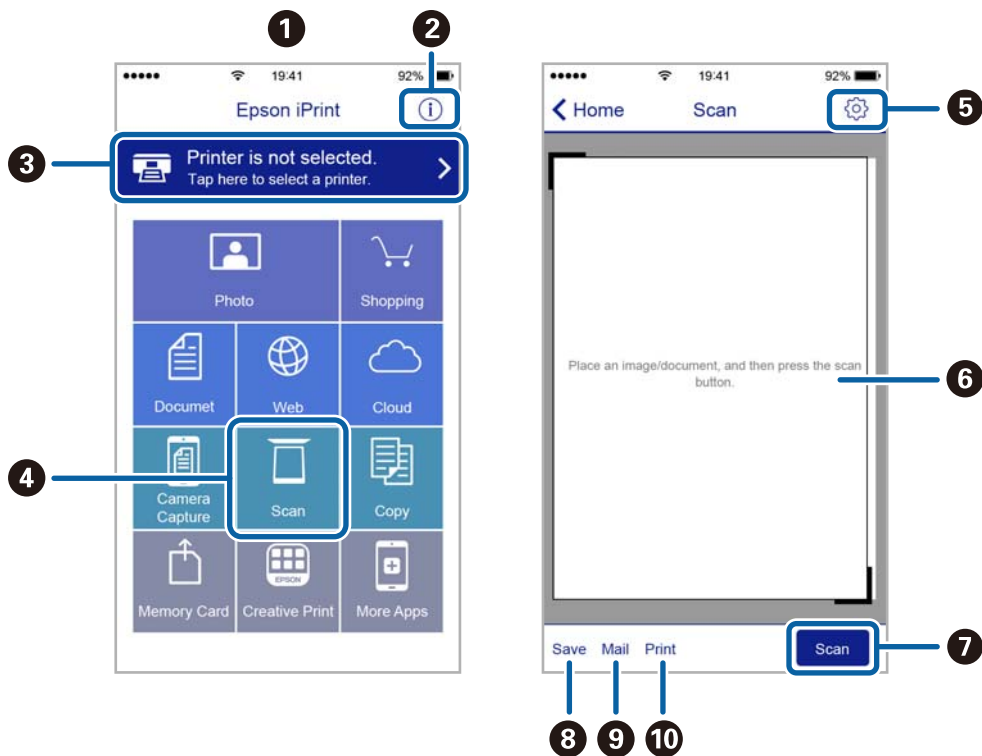 1
2
19:41
92%
Epson iPrint
i
3
Printer is not selected.
Tap here to select a printer.
Photo
Shopping
Documet
Web
Cloud
4
Camera
Capture
Scan
Copy
EPSON
Memory Card
Creative Print
More Apps
19:41
92%
Home
Scan
5
Place an image/document, and then press the scan
button.
6
Save Mail Print
Scan
7
8
9
10